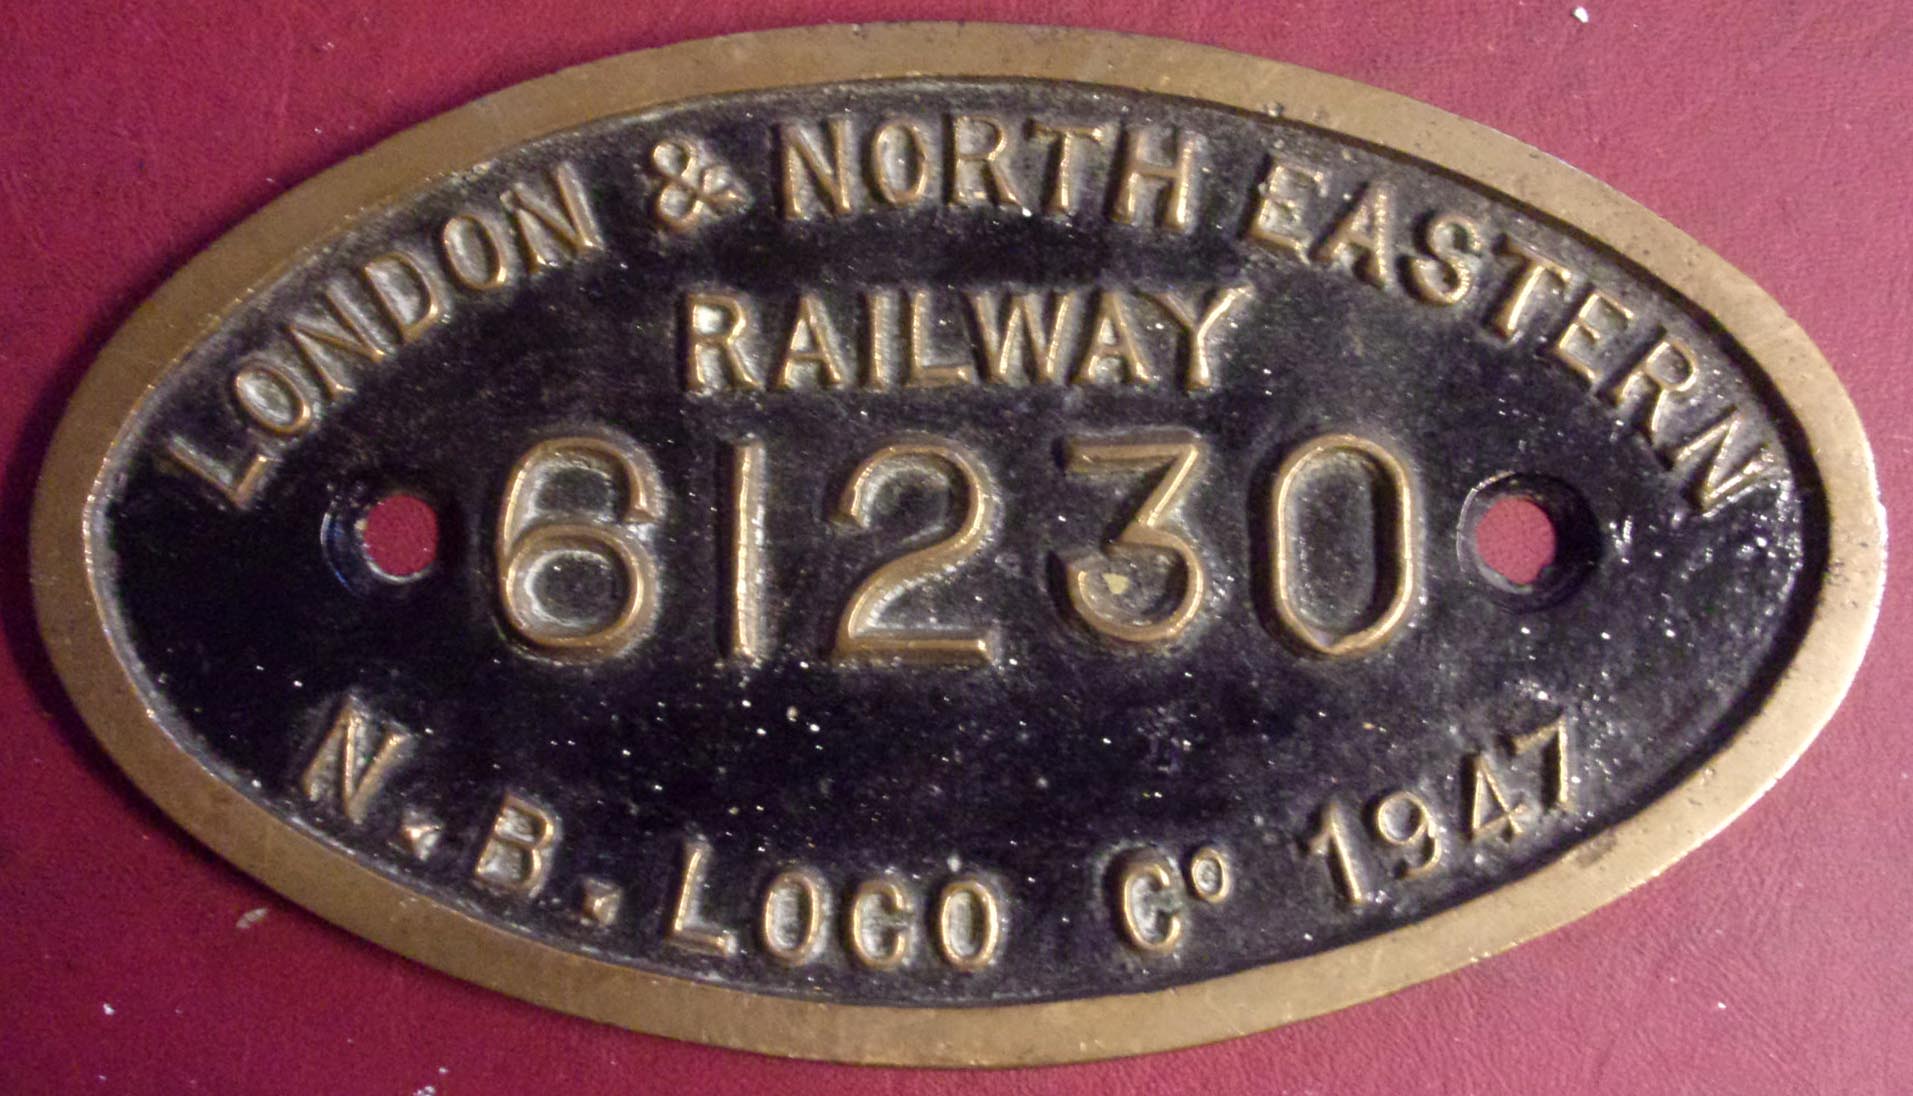 LONDON & NORTH EASTERN
RAILWAY
61230
N.B. LOCO Cº 1947